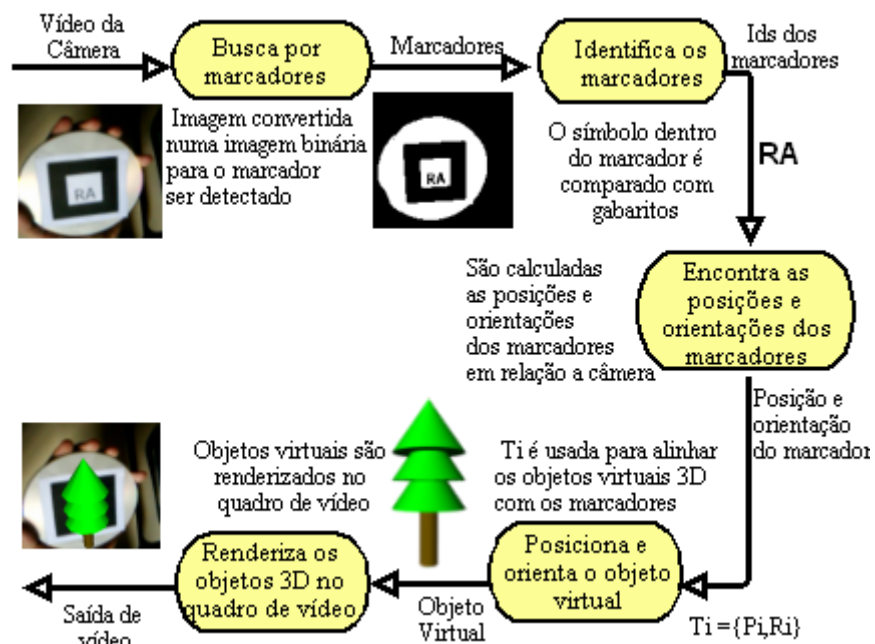 Vídeo da
Câmera
Busca por
marcadores
Marcadores
Identifica os
marcadores
Ids dos
marcadores
RA
Imagem convertida
numa imagem binária
para o marcador
ser detectado
RA
O símbolo dentro
do marcador é
comparado com
gabaritos
RA
São calculadas
as posições e
orientações
dos marcadores
em relação a câmera
Encontra as
posições e
orientações dos
marcadores
Posição e
orientação
do marcador
Ti = {Pi,Ri}
Ti é usada para alinhar
os objetos virtuais 3D
com os marcadores
Posiciona e
orienta o objeto
virtual
Objeto
Virtual
Objetos virtuais são
renderizados no
quadro de vídeo
Renderiza os
objetos 3D no
quadro de vídeo
Saída de
vídeo